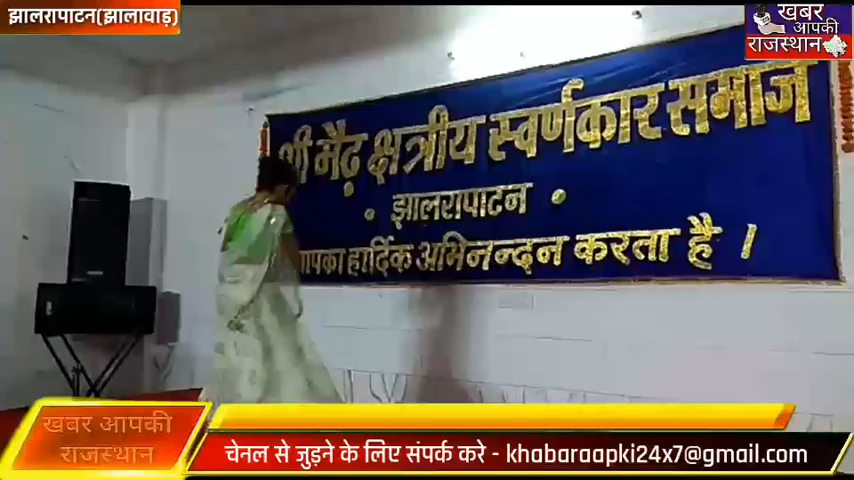 झालरापाटन(झालावाड़)
खबर
आपकी
राजस्थान
श्री मैढ़ क्षत्रीय स्वर्णकार समाज
• झालरापाटन •
आपका हार्दिक अभिनन्दन करता है ।
खबर आपकी
राजस्थान
चेनल से जुड़ने के लिए संपर्क करे - khabaraapki24x7@gmail.com